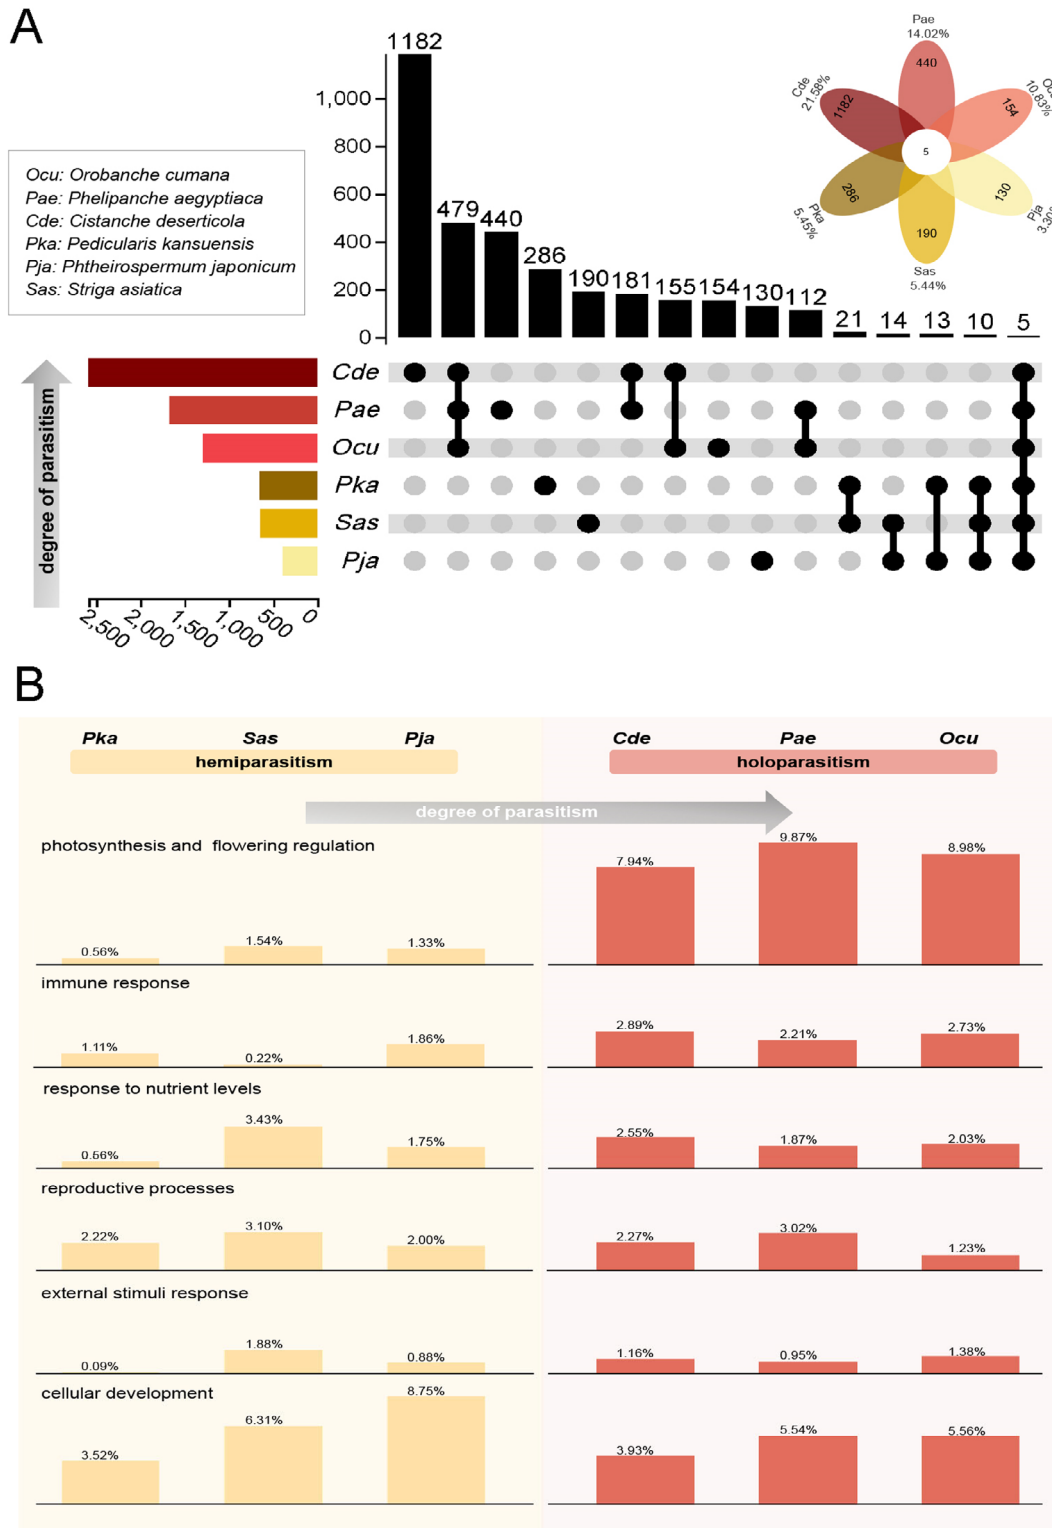 A
1182
1,000
800
600
400
200
0
479
440
286
190
181
155
154
130
112
21
14
13
10
5
Pae
14.02%
440
Cde
21.58%
1182
10.83%
154
5
Pka
5.45%
286
Pja
130
190
Sas
5.44%
Ocu: Orobanche cumana
Pae: Phelipanche aegyptiaca
Cde: Cistanche deserticola
Pka: Pedicularis kansuensis
Pja: Phtheirospermum japonicum
Sas: Striga asiatica
degree of parasitism
Cde
Pae
Ocu
Pka
Sas
Pja
2,500
2,000
1,500
1,000
500
0
B
Pka Sas Pja Cde Pae Ocu
hemiparasitism holoparasitism
degree of parasitism
photosynthesis and flowering regulation
0.56% 1.54% 1.33% 7.94% 9.87% 8.98%
immune response
1.11% 0.22% 1.86% 2.89% 2.21% 2.73%
response to nutrient levels
0.56% 3.43% 1.75% 2.55% 1.87% 2.03%
reproductive processes
2.22% 3.10% 2.00% 2.27% 3.02% 1.23%
external stimuli response
0.09% 1.88% 0.88% 1.16% 0.95% 1.38%
cellular development
3.52% 6.31% 8.75% 3.93% 5.54% 5.56%